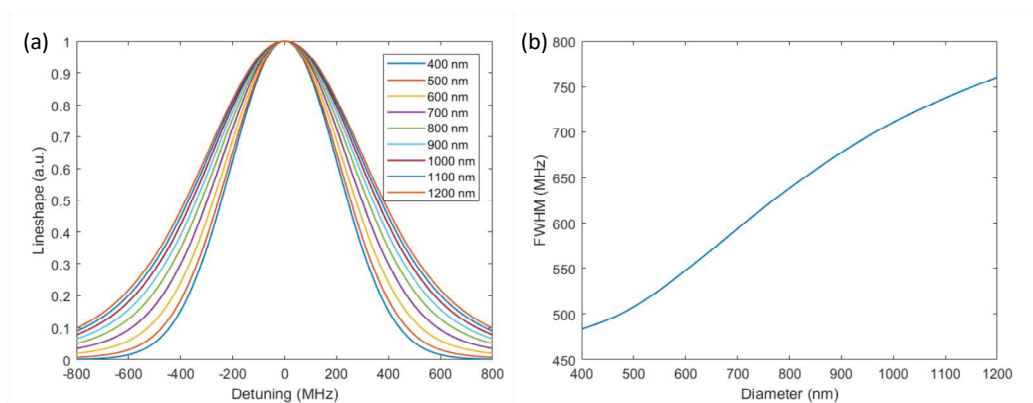 (a)
Lineshape (a.u.)
1
0.9
0.8
0.7
0.6
0.5
0.4
0.3
0.2
0.1
0
-800 -600 -400 -200 0 200 400 600 800
Detuning (MHz)
400 nm
500 nm
600 nm
700 nm
800 nm
900 nm
1000 nm
1100 nm
1200 nm
(b)
FWHM (MHz)
800
750
700
650
600
550
500
450
400 500 600 700 800 900 1000 1100 1200
Diameter (nm)